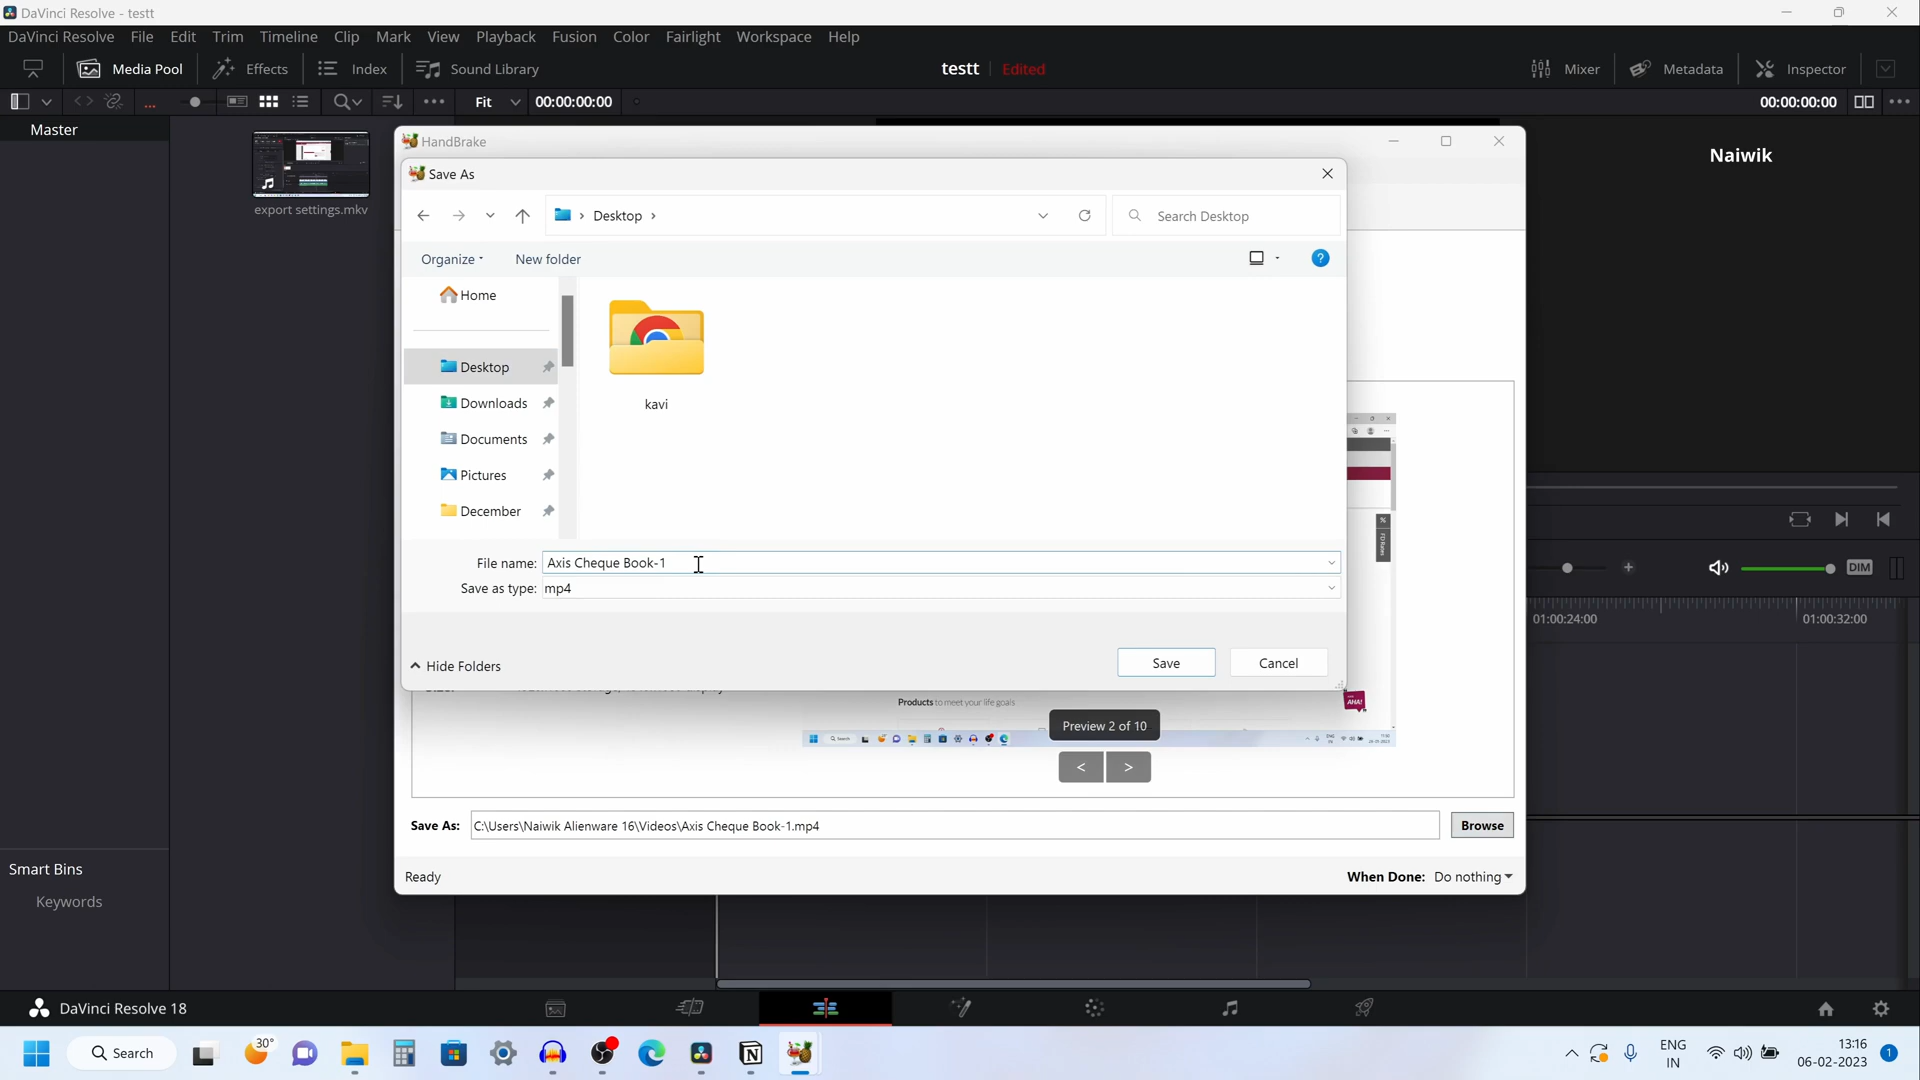 DaVinci Resolve - testt
DaVinci Resolve File Edit Trim Timeline Clip Mark View Playback Fusion Color Fairlight Workspace Help
Media Pool Effects Index Sound Library testt Edited Mixer Metadata Inspector
Fit 00:00:00:00 00:00:00:00
Master
export settings.mkv
Naiwik
HandBrake
Save As
Desktop
Search Desktop
Organize New folder
Home
Desktop
Downloads
Documents
Pictures
December
kavi
File name: Axis Cheque Book-1
Save as type: mp4
Hide Folders Save Cancel
FD Rates
AHA!
DIM
01:00:24:00 01:00:32:00
Products to meet your life goals
Preview 2 of 10
< >
Save As: C:\Users\Naiwik Alienware 16\Videos\Axis Cheque Book-1.mp4 Browse
Ready When Done: Do nothing
Smart Bins
Keywords
DaVinci Resolve 18
Search 30° ENG IN 13:16 06-02-2023 1